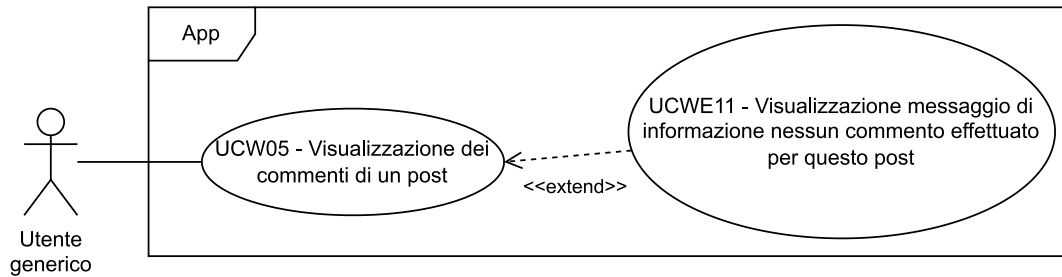 App
UCWE11 - Visualizzazione messaggio di
informazione nessun commento effettuato
per questo post
UCW05 - Visualizzazione dei
commenti di un post
<<extend>>
Utente
generico